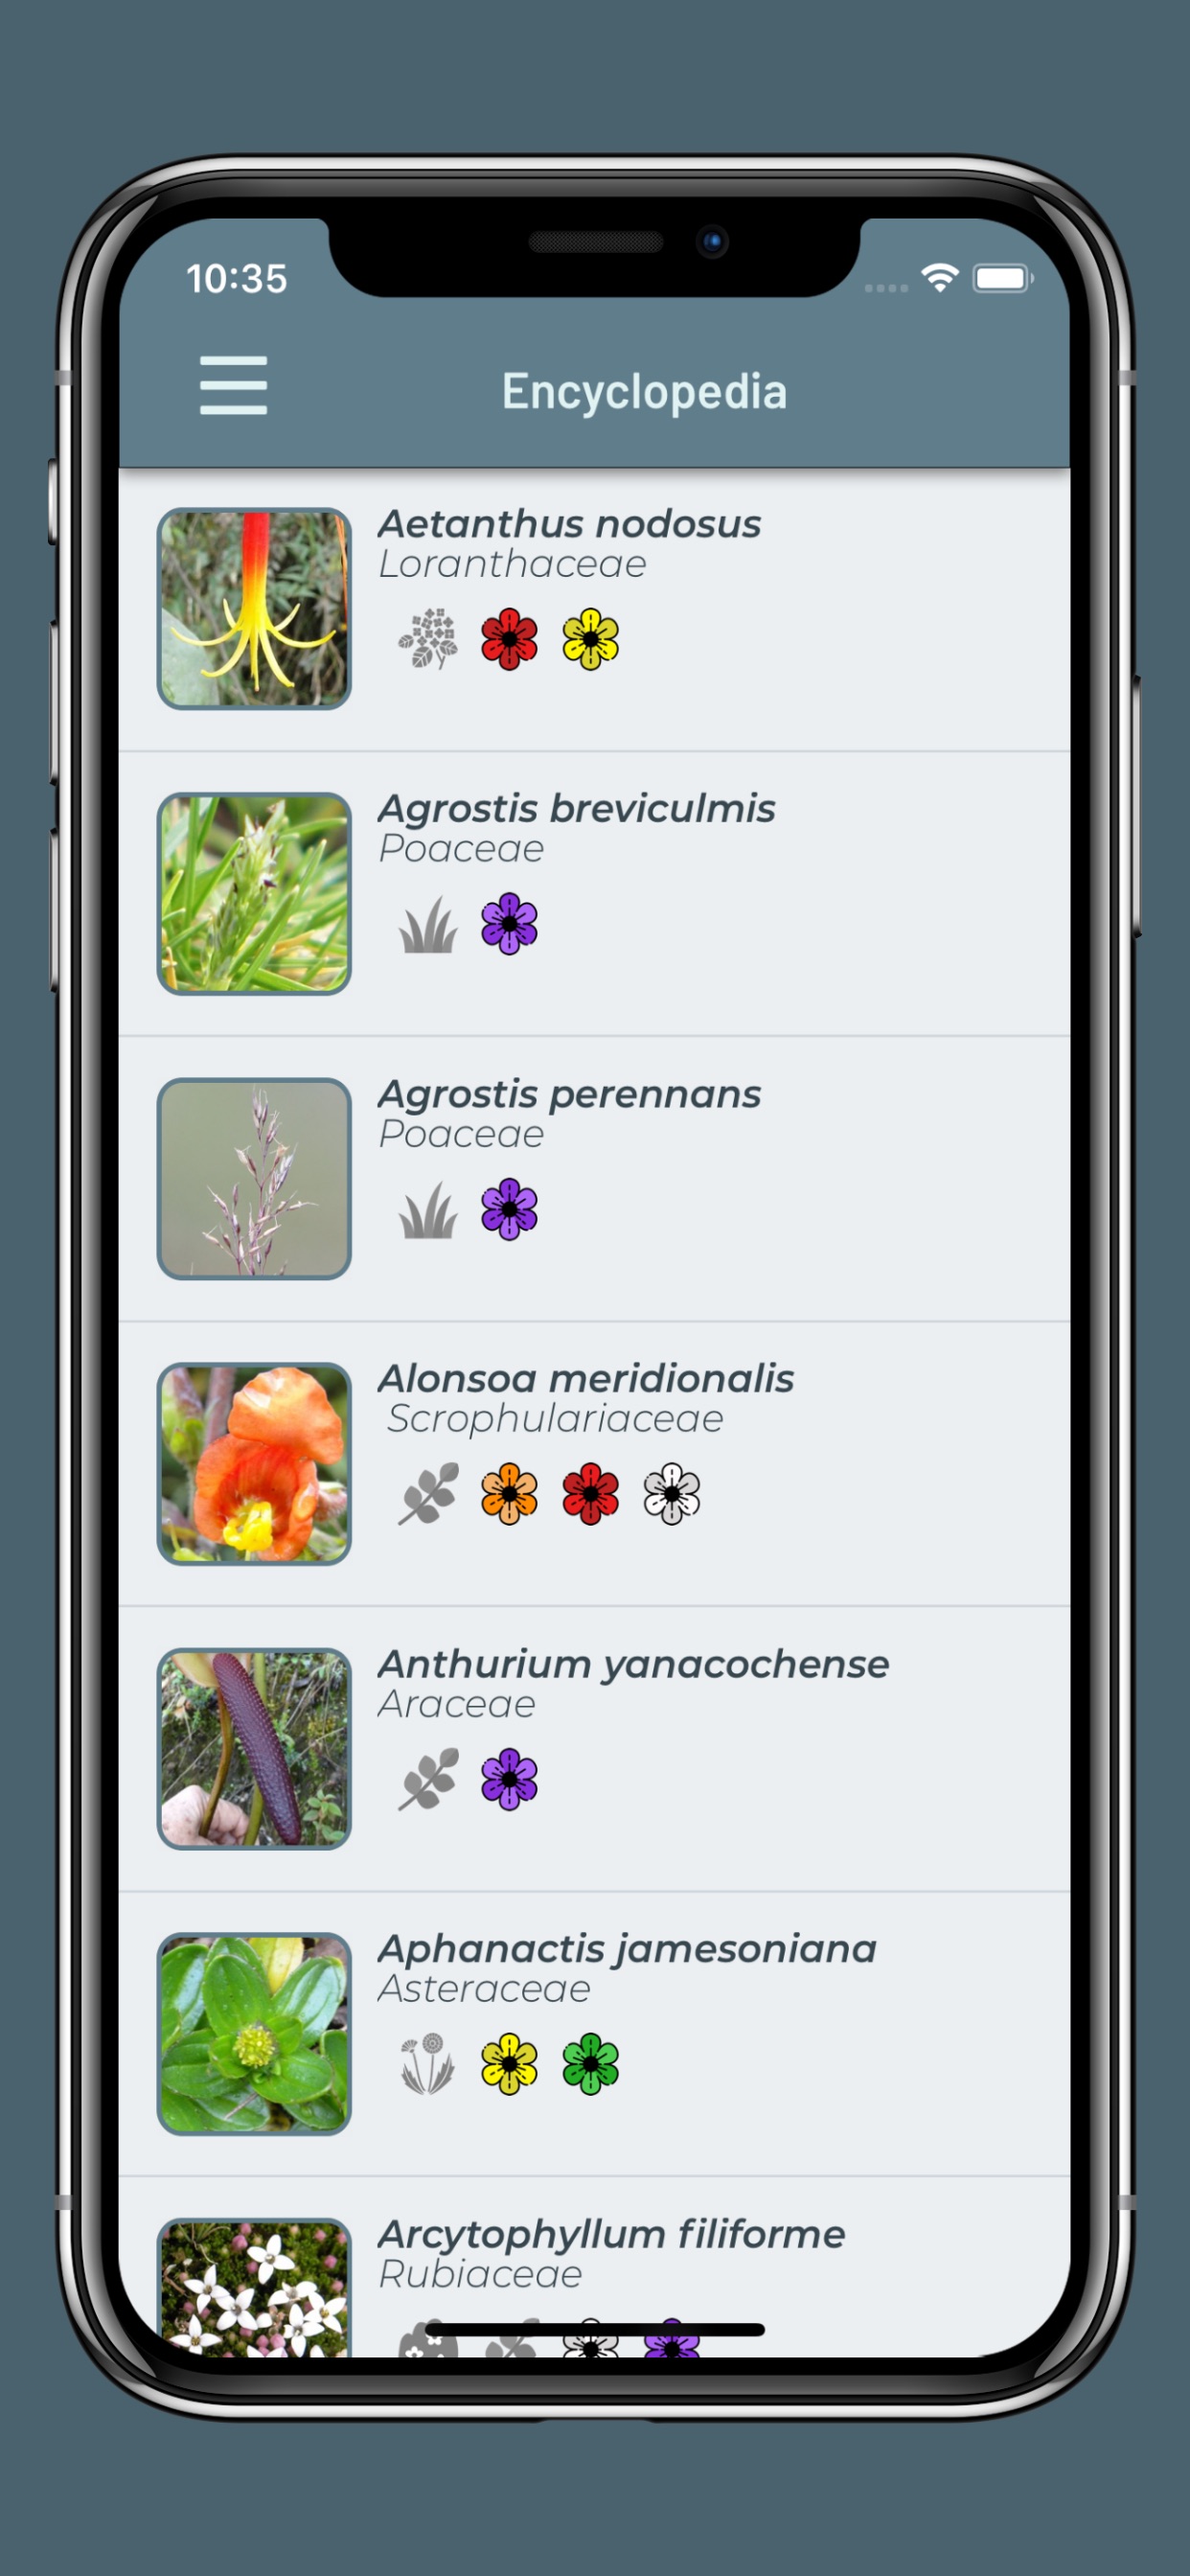 10:35
Encyclopedia
Aetanthus nodosus
Loranthaceae
Agrostis breviculmis
Poaceae
Agrostis perennans
Poaceae
Alonsoa meridionalis
Scrophulariaceae
Anthurium yanacochense
Araceae
Aphanactis jamesoniana
Asteraceae
Arcytophyllum filiforme
Rubiaceae